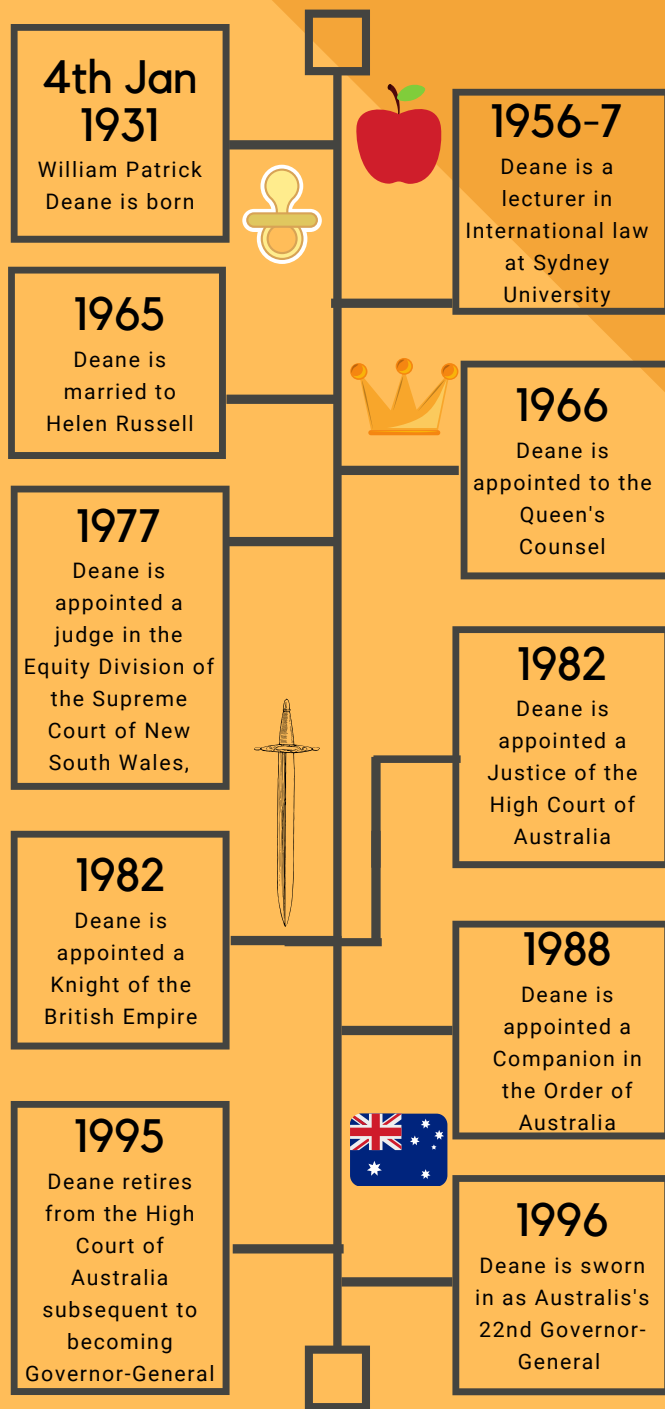 4th Jan
1931
William Patrick
Deane is born
1956-7
Deane is a
lecturer in
International law
at Sydney
University
1965
Deane is
married to
Helen Russell
1966
Deane is
appointed to the
Queen's
Counsel
1977
Deane is
appointed a
judge in the
Equity Division of
the Supreme
Court of New
South Wales,
1982
Deane is
appointed a
Justice of the
High Court of
Australia
1982
Deane is
appointed a
Knight of the
British Empire
1988
Deane is
appointed a
Companion in
the Order of
Australia
1995
Deane retires
from the High
Court of
Australia
subsequent to
becoming
Governor-General
1996
Deane is sworn
in as Australis's
22nd Governor-
General